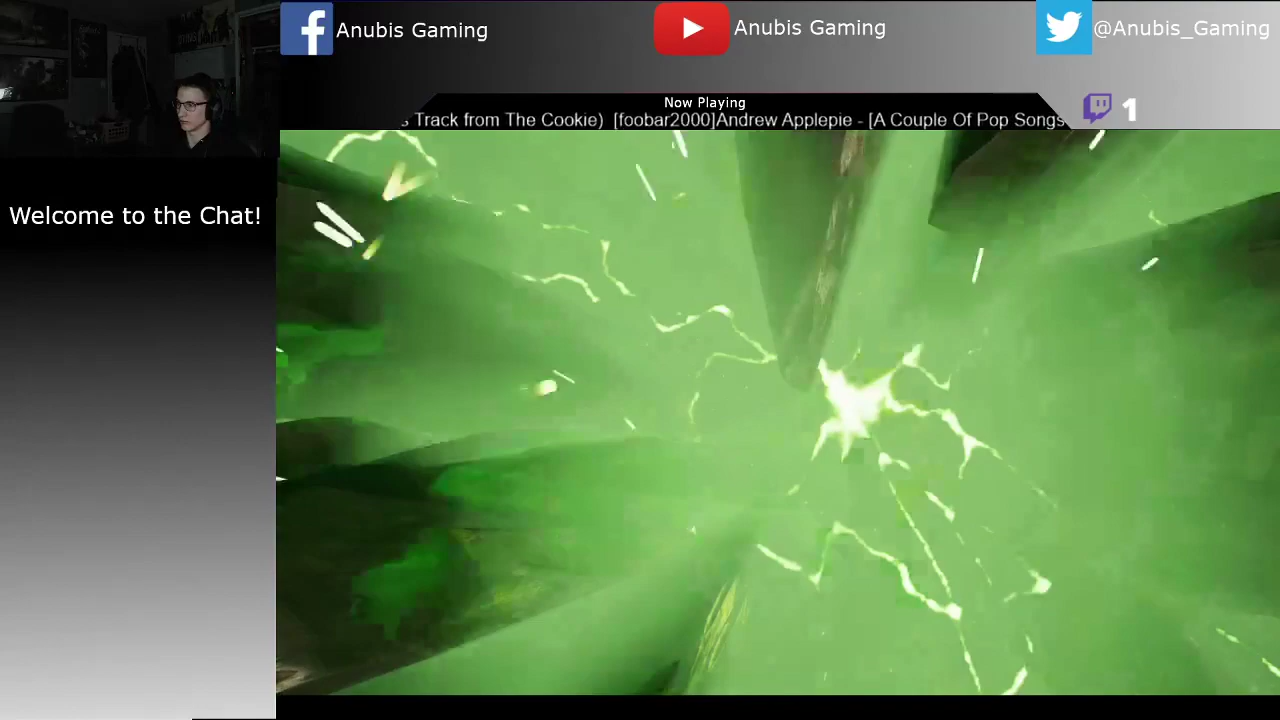 Anubis Gaming
Anubis Gaming
@Anubis_Gaming
Now Playing
s Track from The Cookie) [foobar2000]Andrew Applepie - [A Couple Of Pop Songs
1
Welcome to the Chat!